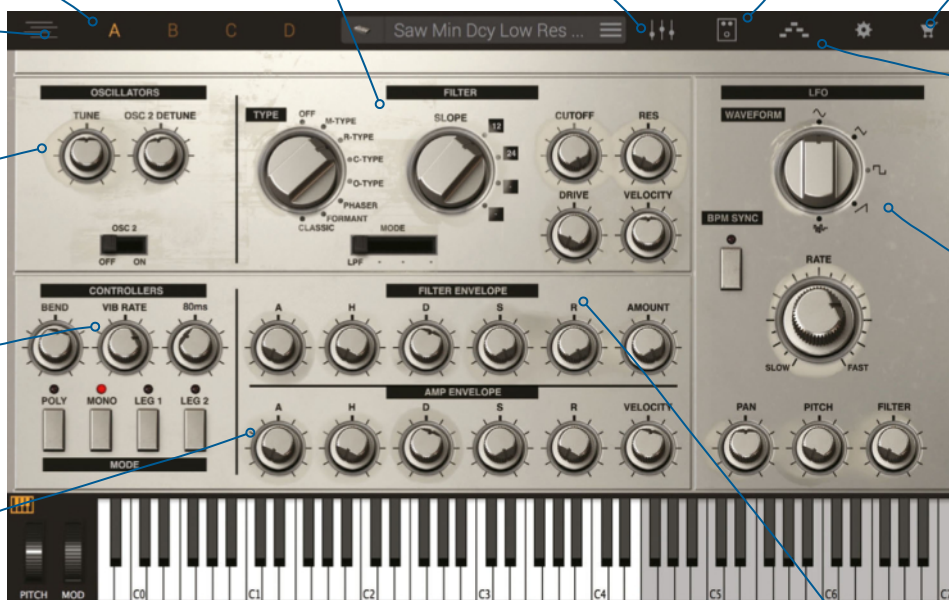 A B C D Saw Min Dcy Low Res ...
OSCILLATORS
TUNE OSC 2 DETUNE
OSC 2
OFF ON
FILTER
TYPE
OFF
M-TYPE
R-TYPE
C-TYPE
O-TYPE
PHASER
FORMANT
CLASSIC
SLOPE
12
24
-
-
MODE
LPF - - -
CUTOFF RES
DRIVE VELOCITY
LFO
WAVEFORM
BPM SYNC
RATE
SLOW FAST
PAN PITCH FILTER
CONTROLLERS
BEND VIB RATE 80ms
POLY MONO LEG 1 LEG 2
MODE
FILTER ENVELOPE
A H D S R AMOUNT
AMP ENVELOPE
A H D S R VELOCITY
PITCH MOD
C0 C1 C2 C3 C4 C5 C6